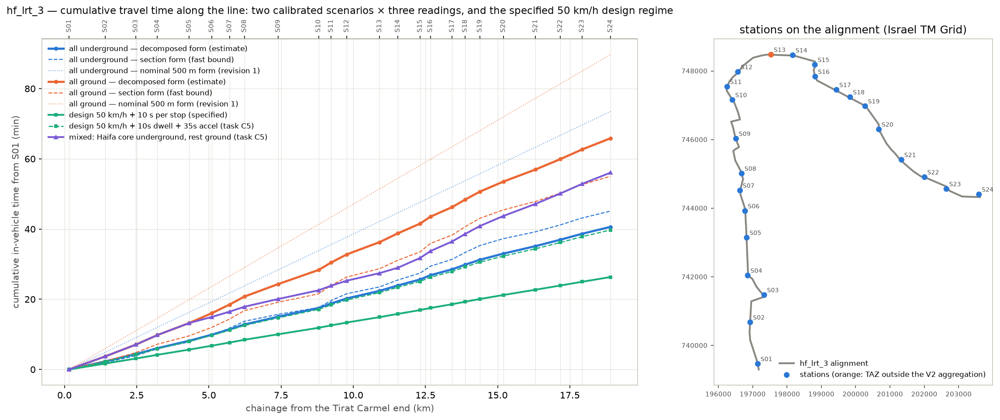 hf_lrt_3 — cumulative travel time along the line: two calibrated scenarios × three readings, and the specified 50 km/h design regime
S01 S02 S03 S04 S05 S06 S07 S08 S09 S10 S11 S12 S13 S14 S15 S16 S17 S18 S19 S20 S21 S22 S23 S24
all underground — decomposed form (estimate)
all underground — section form (fast bound)
all underground — nominal 500 m form (revision 1)
all ground — decomposed form (estimate)
all ground — section form (fast bound)
all ground — nominal 500 m form (revision 1)
design 50 km/h + 10 s per stop (specified)
design 50 km/h + 10s dwell + 35s accel (task C5)
mixed: Haifa core underground, rest ground (task C5)
cumulative in-vehicle time from S01 (min)
80
60
40
20
0
0.0 2.5 5.0 7.5 10.0 12.5 15.0 17.5
chainage from the Tirat Carmel end (km)
stations on the alignment (Israel TM Grid)
748000
746000
744000
742000
740000
S13
S14
S15
S12
S16
S11
S17
S10
S18
S19
S20
S09
S21
S08
S22
S07
S23
S24
S06
S05
S04
S03
S02
S01
hf_lrt_3 alignment
stations (orange: TAZ outside the V2 aggregation)
196000 197000 198000 199000 200000 201000 202000 203000